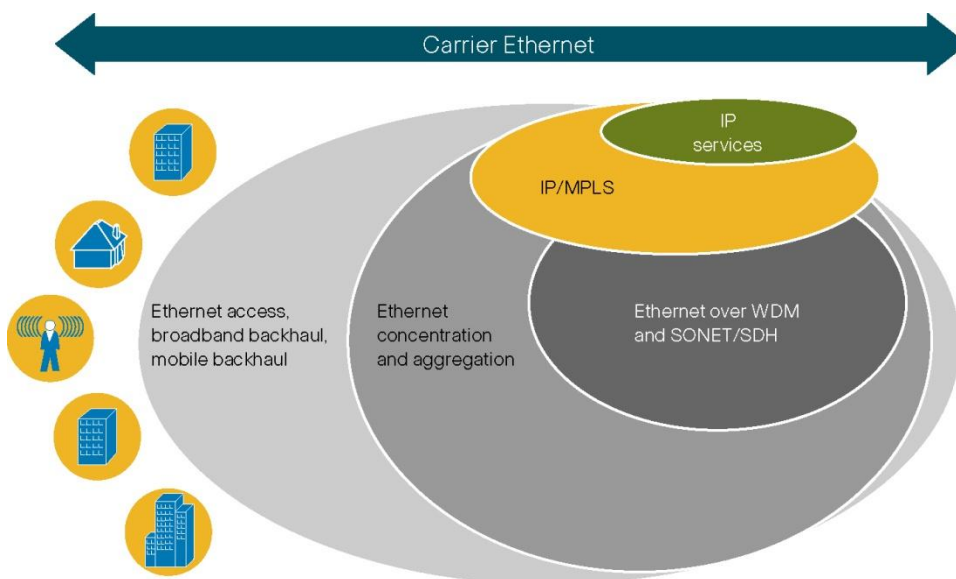 Carrier Ethernet
IP
services
IP/MPLS
Ethernet access,
broadband backhaul,
mobile backhaul
Ethernet
concentration
and aggregation
Ethernet over WDM
and SONET/SDH